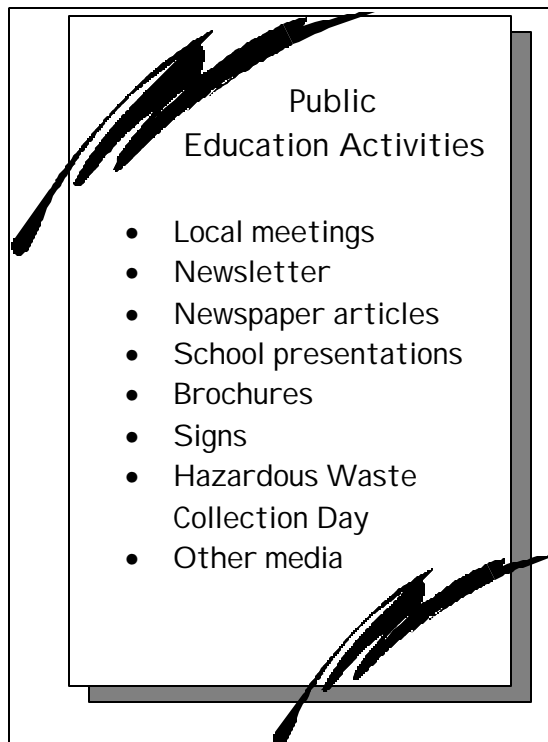 Public
Education Activities
• Local meetings
• Newsletter
• Newspaper articles
• School presentations
• Brochures
• Signs
• Hazardous Waste
Collection Day
• Other media